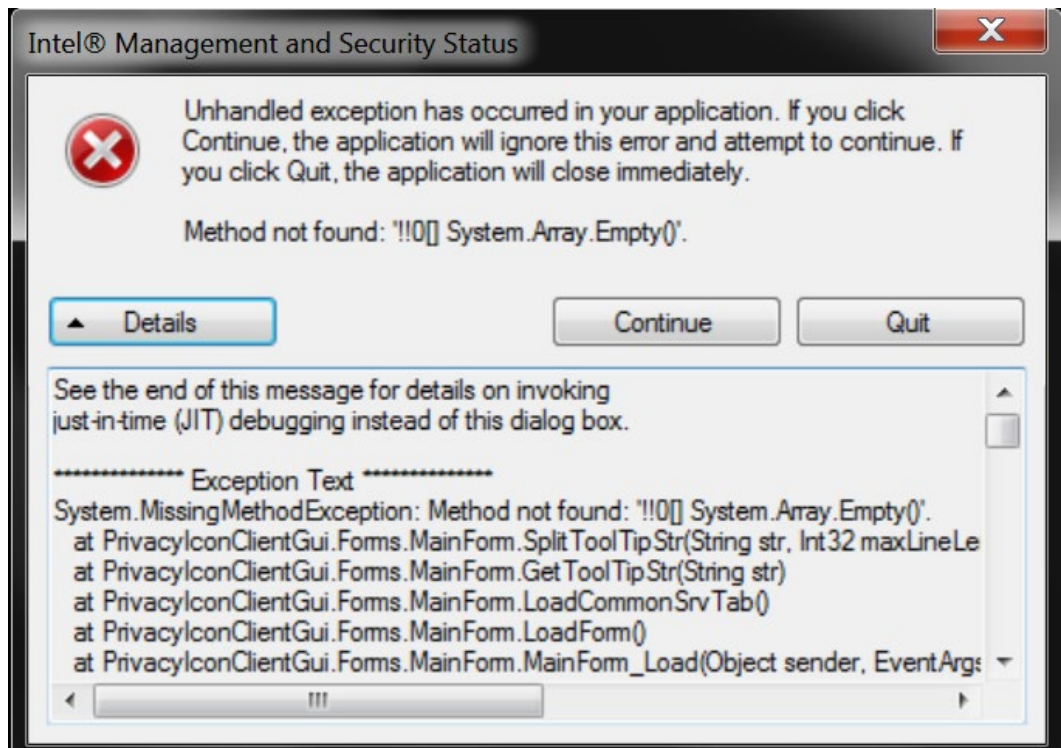 Intel® Management and Security Status
Unhandled exception has occurred in your application. If you click
Continue, the application will ignore this error and attempt to continue. If
you click Quit, the application will close immediately.
Method not found: '!!0[] System.Array.Empty()'.
Details
Continue
Quit
See the end of this message for details on invoking
just-in-time (JIT) debugging instead of this dialog box.
************** Exception Text **************
System.MissingMethodException: Method not found: '!!0[] System.Array.Empty()'.
at PrivacyIconClientGui.Forms.MainForm.SplitToolTipStr(String str, Int32 maxLineLe
at PrivacyIconClientGui.Forms.MainForm.GetToolTipStr(String str)
at PrivacyIconClientGui.Forms.MainForm.LoadCommonSrvTab()
at PrivacyIconClientGui.Forms.MainForm.LoadForm()
at PrivacyIconClientGui.Forms.MainForm.MainForm_Load(Object sender, EventArgs